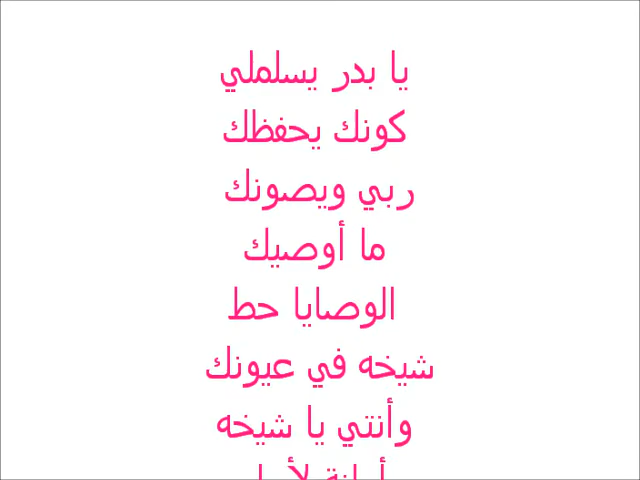 يا بدر يسلملي
كونك يحفظك
ربي ويصونك
ما أوصيك
الوصايا حط
شيخه في عيونك
وأنتي يا شيخه